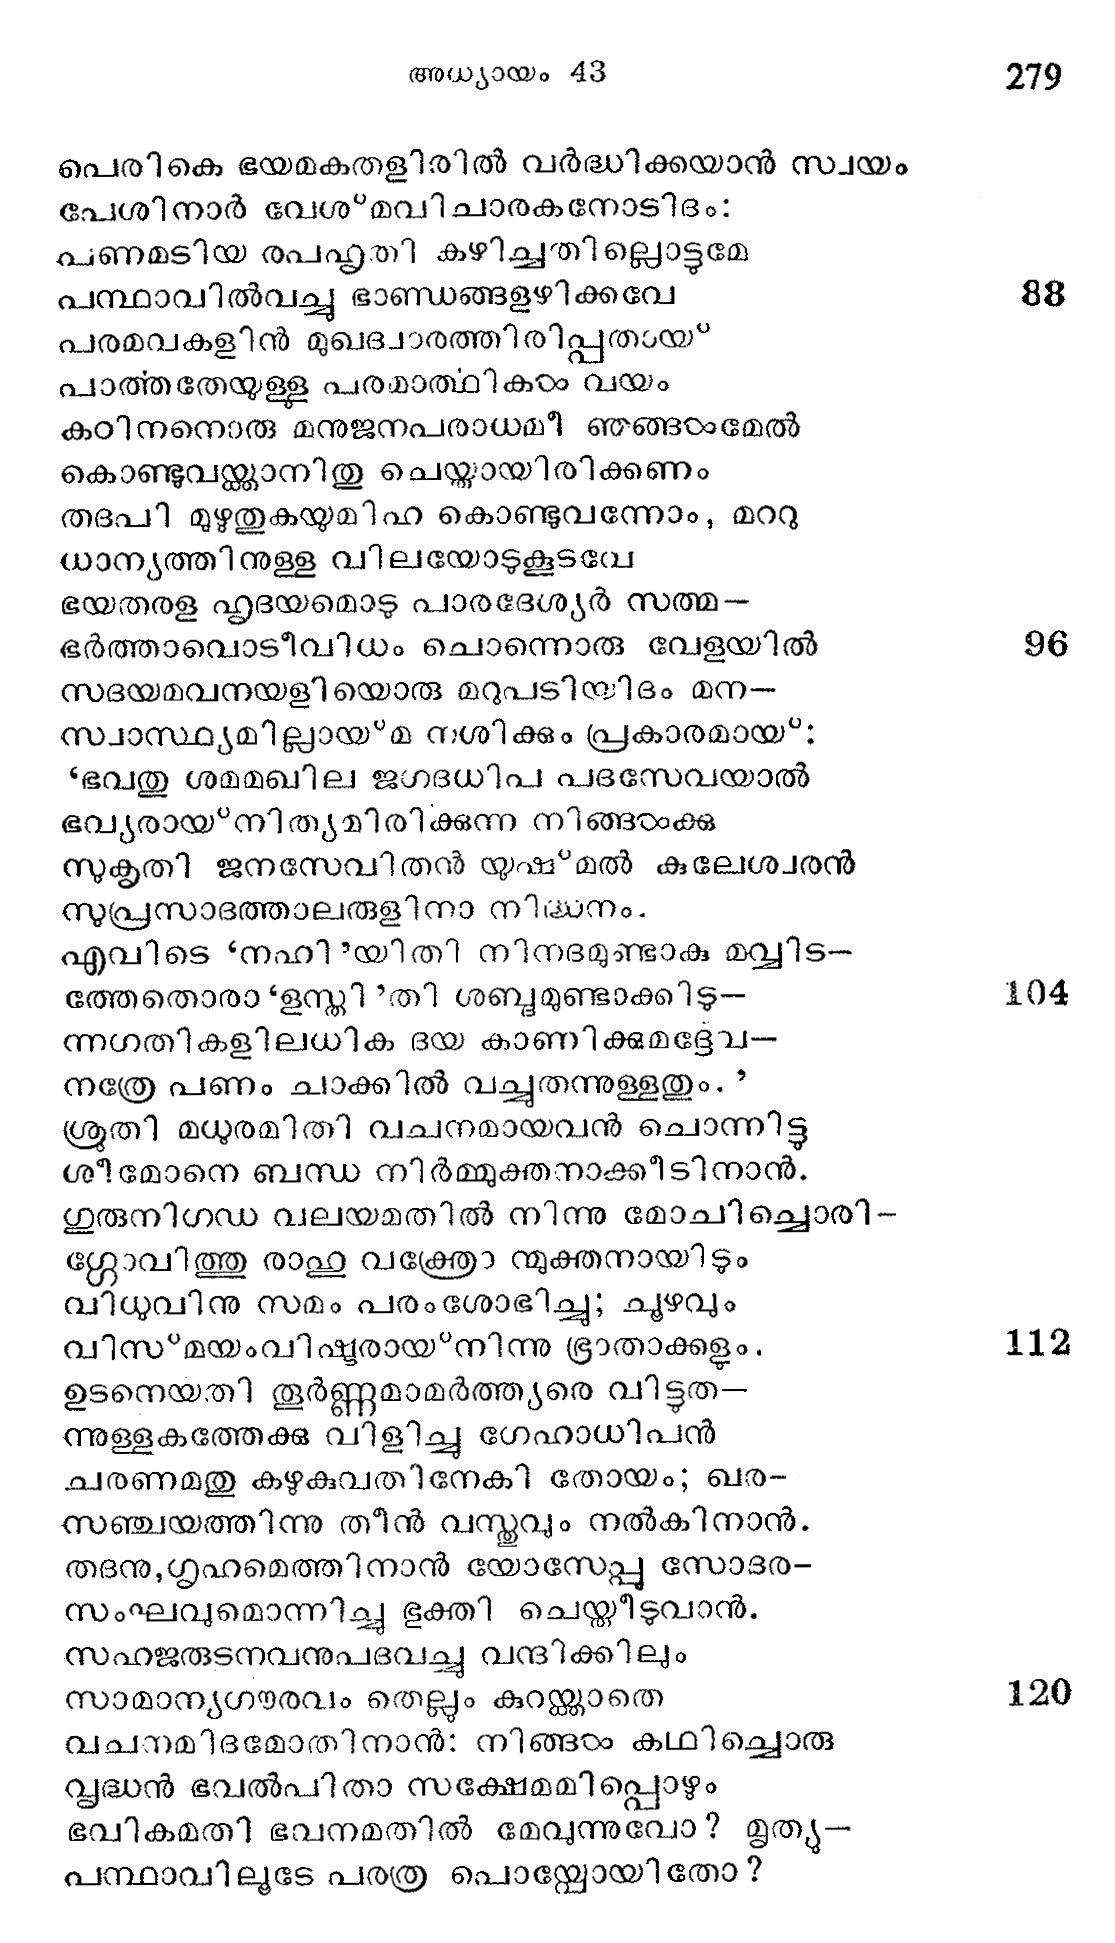 അധ്യായം 43 279
പെരികെ ഭയമകതളിരിൽ വർദ്ധിക്കയാൻ സ്വയം
പേശിനാർ വേശ്മവിചാരകനോടിദം:
പണമടിയ രപഹൃതി കഴിച്ചതില്ലൊട്ടുമേ
പന്ഥാവിൽവച്ചു ഭാണ്ഡങ്ങളഴിക്കവേ 88
പരമവകളിൻ മുഖദ്വാരത്തിരിപ്പതായ്
പാൎത്തതേയുള്ളൂ പരമാൎത്ഥികൾ വയം
കഠിനനൊരു മനുജനപരാധമീ ഞങ്ങൾമേൽ
കൊണ്ടുവയ്ക്കാനിതു ചെയ്തായിരിക്കണം
തദപി മുഴുതുകയുമിഹ കൊണ്ടുവന്നോം, മററു
ധാന്യത്തിനുള്ള വിലയോടുകൂടവേ
ഭയതരള ഹൃദയമൊടു പാരദേശ്യർ സത്മ—
ഭർത്താവൊടീവിധം ചൊന്നൊരു വേളയിൽ 96
സദയമവനയളിയൊരു മറുപടിയിദം മന—
സ്വാസ്ഥ്യമില്ലായ്മ നശിക്കും പ്രകാരമായ്:
‘ഭവതു ശമമഖില ജഗദധിപ പദസേവയാൽ
ഭവ്യരായ്നിത്യമിരിക്കുന്ന നിങ്ങൾക്കു
സുകൃതി ജനസേവിതൻ യുഷ്മൽ കുലേശ്വരൻ
സുപ്രസാദത്താലരുളിനാ നിദ്ധനം.
എവിടെ ‘നഹി’യിതി നിനദമുണ്ടാകു മവ്വിട—
ത്തേതൊരാ‘ളസ്തി’തി ശബ്ദമുണ്ടാക്കിടു— 104
ന്നഗതികളിലധിക ദയ കാണിക്കുമദ്ദേവ—
നത്രേ പണം ചാക്കിൽ വച്ചുതന്നുള്ളതും.’
ശ്രുതി മധുരമിതി വചനമായവൻ ചൊന്നിട്ടു
ശീമോനെ ബന്ധ നിർമ്മുക്തനാക്കീടിനാൻ.
ഗുരുനിഗഡ വലയമതിൽ നിന്നു മോചിച്ചൊരി—
ഗ്ഗോവിത്തു രാഹു വക്ത്രോ ന്മുക്തനായിടും
വിധുവിനു സമം പരംശോഭിച്ചു; ചൂഴവും
വിസ്മയംവിഷ്ടരായ്നിന്നു ഭ്രാതാക്കളും. 112
ഉടനെയതി തൂർണ്ണമാമർത്ത്യരെ വിട്ടുത—
ന്നുള്ളകത്തേക്കു വിളിച്ചു ഗേഹാധിപൻ
ചരണമതു കഴുകുവതിനേകി തോയം; ഖര—
സഞ്ചയത്തിന്നു തീൻ വസ്തുവും നൽകിനാൻ.
തദനു,ഗൃഹമെത്തിനാൻ യോസേപ്പു സോദര—
സംഘവുമൊന്നിച്ചു ഭുക്തി ചെയ്തീടുവാൻ.
സഹജരുടനവനുപദവച്ചു വന്ദിക്കിലും
സാമാന്യഗൗരവം തെല്ലും കുറയ്ക്കാതെ 120
വചനമിദമോതിനാൻ: നിങ്ങൾ കഥിച്ചൊരു
വൃദ്ധൻ ഭവൽപിതാ സക്ഷേമമിപ്പൊഴും
ഭവികമതി ഭവനമതിൽ മേവുന്നുവോ? മൃത്യു—
പന്ഥാവിലൂടേ പരത്ര പൊയ്പ്പോയിതോ?